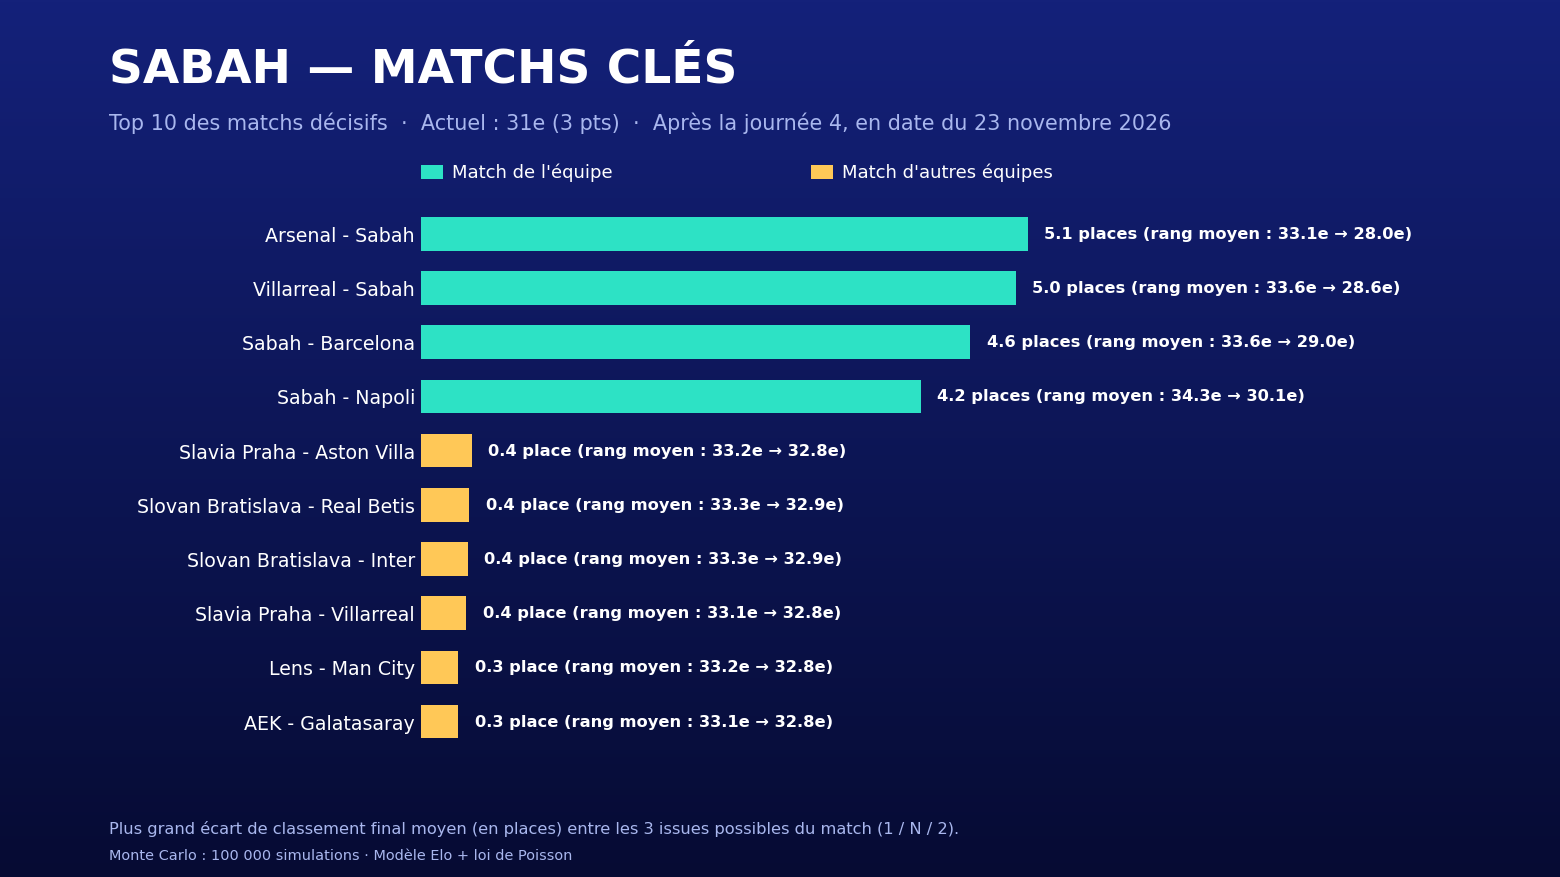 SABAH — MATCHS CLÉS
Top 10 des matchs décisifs · Actuel : 31e (3 pts) · Après la journée 4, en date du 23 novembre 2026
Match de l'équipe
Match d'autres équipes
Arsenal - Sabah 5.1 places (rang moyen : 33.1e → 28.0e)
Villarreal - Sabah 5.0 places (rang moyen : 33.6e → 28.6e)
Sabah - Barcelona 4.6 places (rang moyen : 33.6e → 29.0e)
Sabah - Napoli 4.2 places (rang moyen : 34.3e → 30.1e)
Slavia Praha - Aston Villa 0.4 place (rang moyen : 33.2e → 32.8e)
Slovan Bratislava - Real Betis 0.4 place (rang moyen : 33.3e → 32.9e)
Slovan Bratislava - Inter 0.4 place (rang moyen : 33.3e → 32.9e)
Slavia Praha - Villarreal 0.4 place (rang moyen : 33.1e → 32.8e)
Lens - Man City 0.3 place (rang moyen : 33.2e → 32.8e)
AEK - Galatasaray 0.3 place (rang moyen : 33.1e → 32.8e)
Plus grand écart de classement final moyen (en places) entre les 3 issues possibles du match (1 / N / 2).
Monte Carlo : 100 000 simulations · Modèle Elo + loi de Poisson